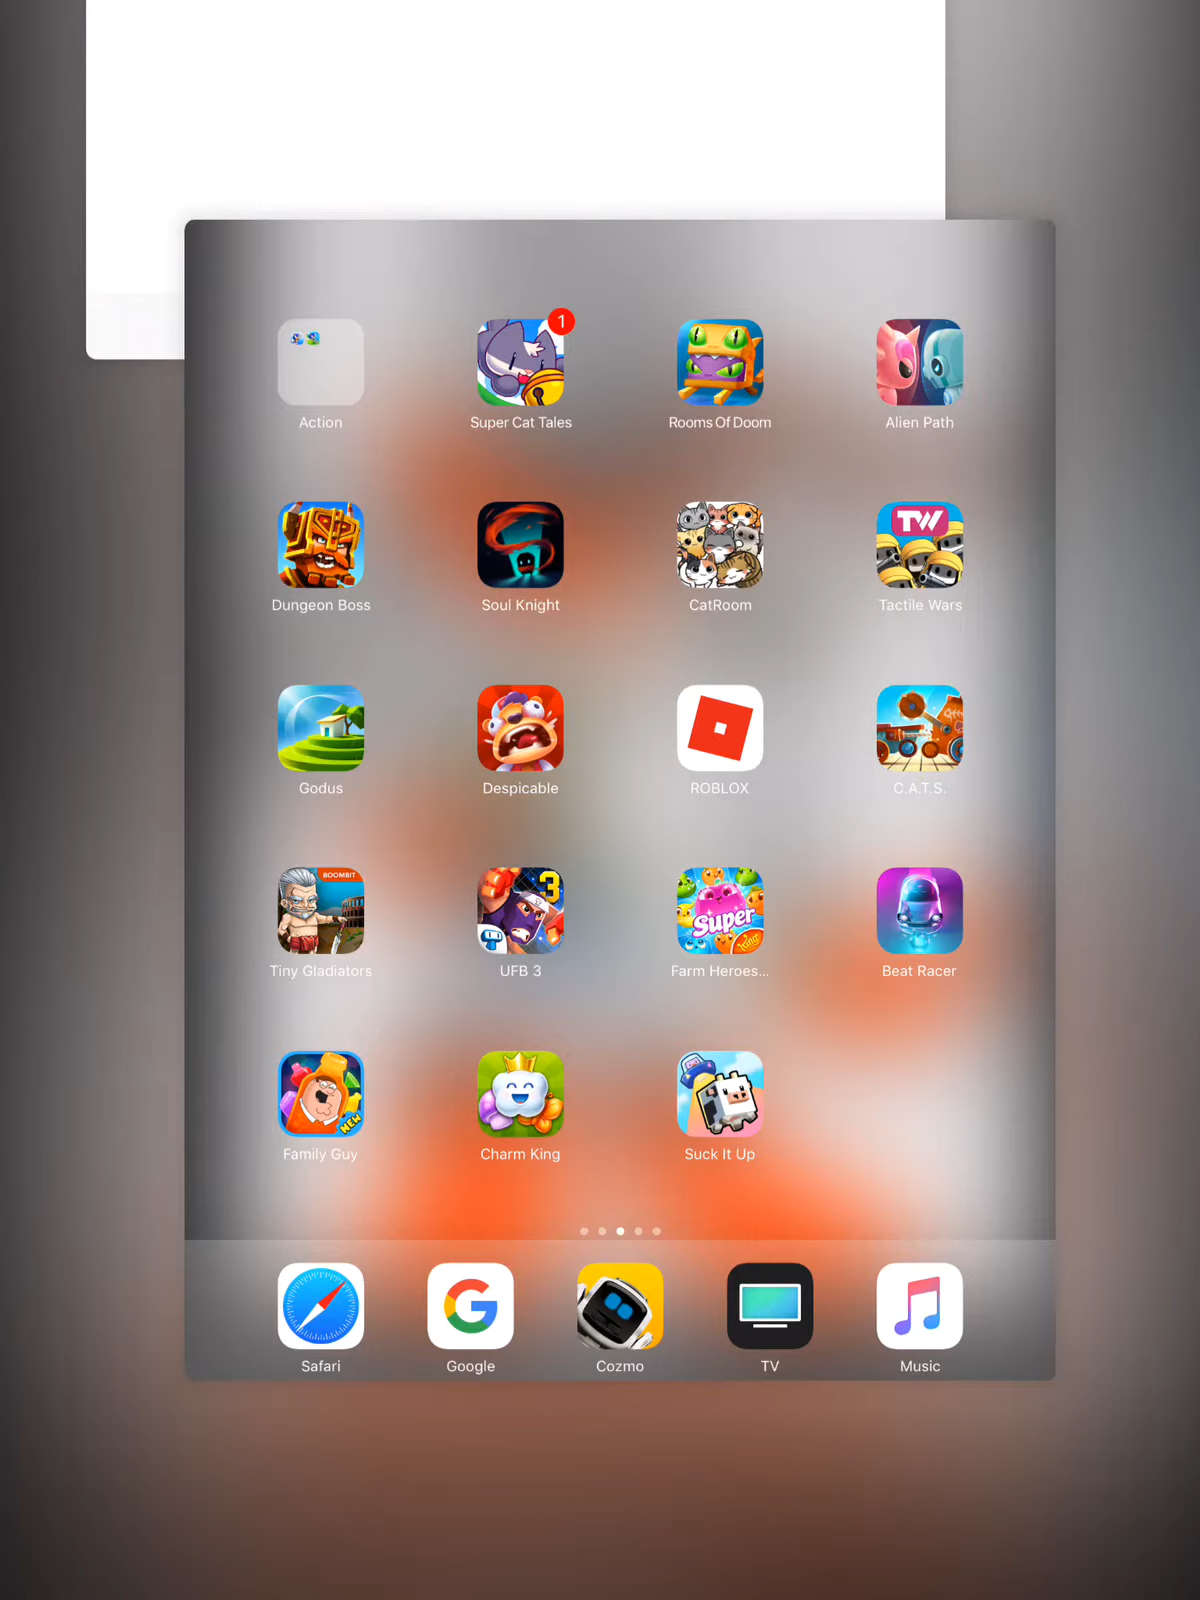 Action
1
Super Cat Tales
Rooms Of Doom
Alien Path
Dungeon Boss
Soul Knight
CatRoom
TW
Tactile Wars
Godus
Despicable
ROBLOX
C.A.T.S.
BOOMBIT
Tiny Gladiators
3
UFB 3
Super
King
Farm Heroes...
Beat Racer
NEW
Family Guy
Charm King
Suck It Up
Safari
G
Google
Cozmo
TV
Music